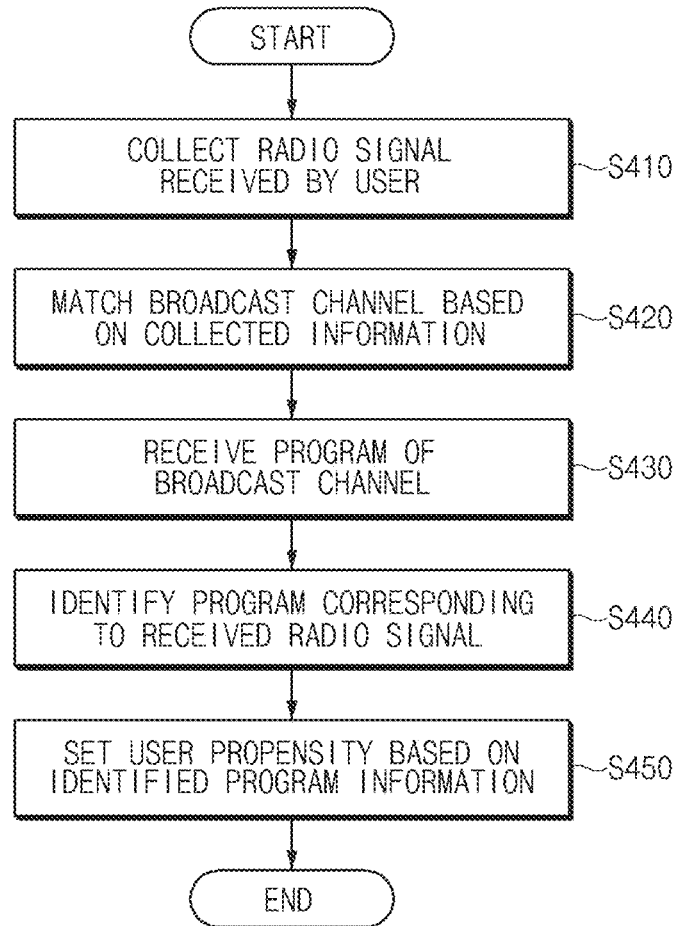 START
COLLECT RADIO SIGNAL
RECEIVED BY USER
S410
MATCH BROADCAST CHANNEL BASED
ON COLLECTED INFORMATION
S420
RECEIVE PROGRAM OF
BROADCAST CHANNEL
S430
IDENTIFY PROGRAM CORRESPONDING
TO RECEIVED RADIO SIGNAL
S440
SET USER PROPENSITY BASED ON
IDENTIFIED PROGRAM INFORMATION
S450
END